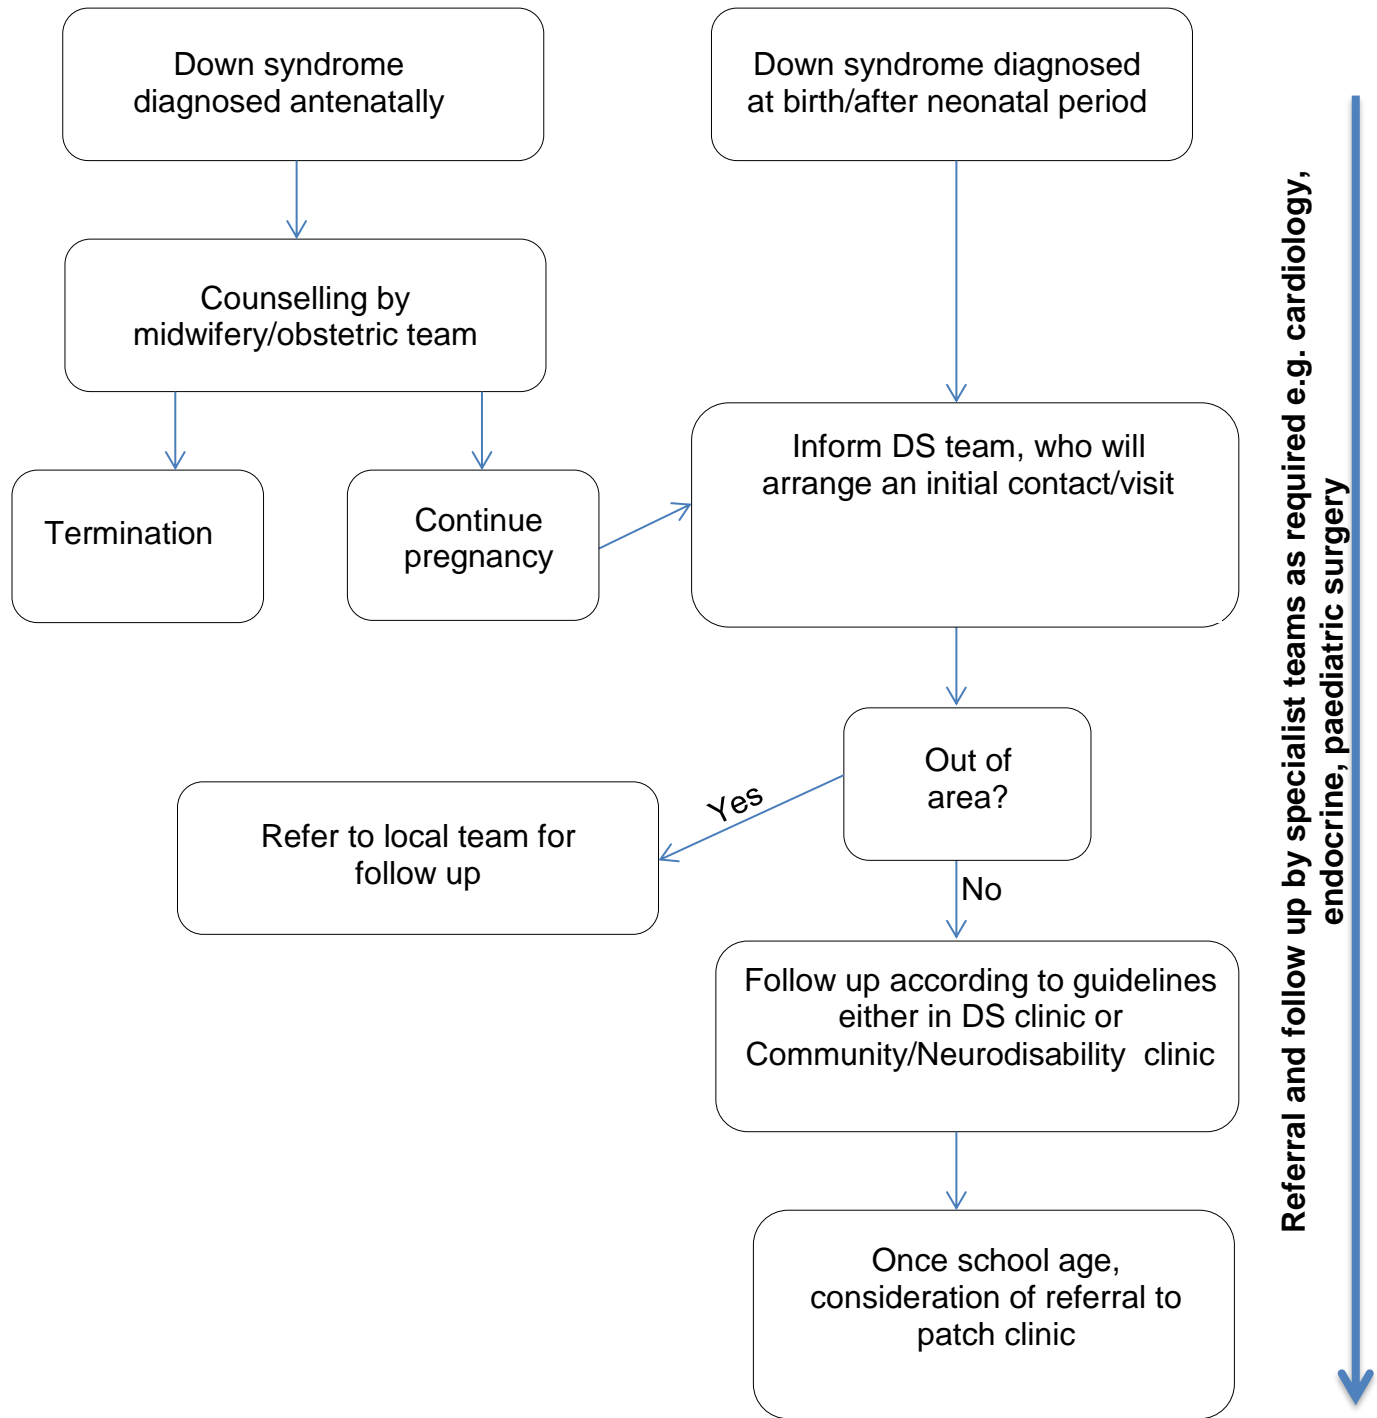 Down syndrome
diagnosed antenatally
Down syndrome diagnosed
at birth/after neonatal period
Counselling by
midwifery/obstetric team
Termination
Continue
pregnancy
Inform DS team, who will
arrange an initial contact/visit
Out of
area?
Yes
Refer to local team for
follow up
No
Follow up according to guidelines
either in DS clinic or
Community/Neurodisability clinic
Once school age,
consideration of referral to
patch clinic
Referral and follow up by specialist teams as required e.g. cardiology,
endocrine, paediatric surgery